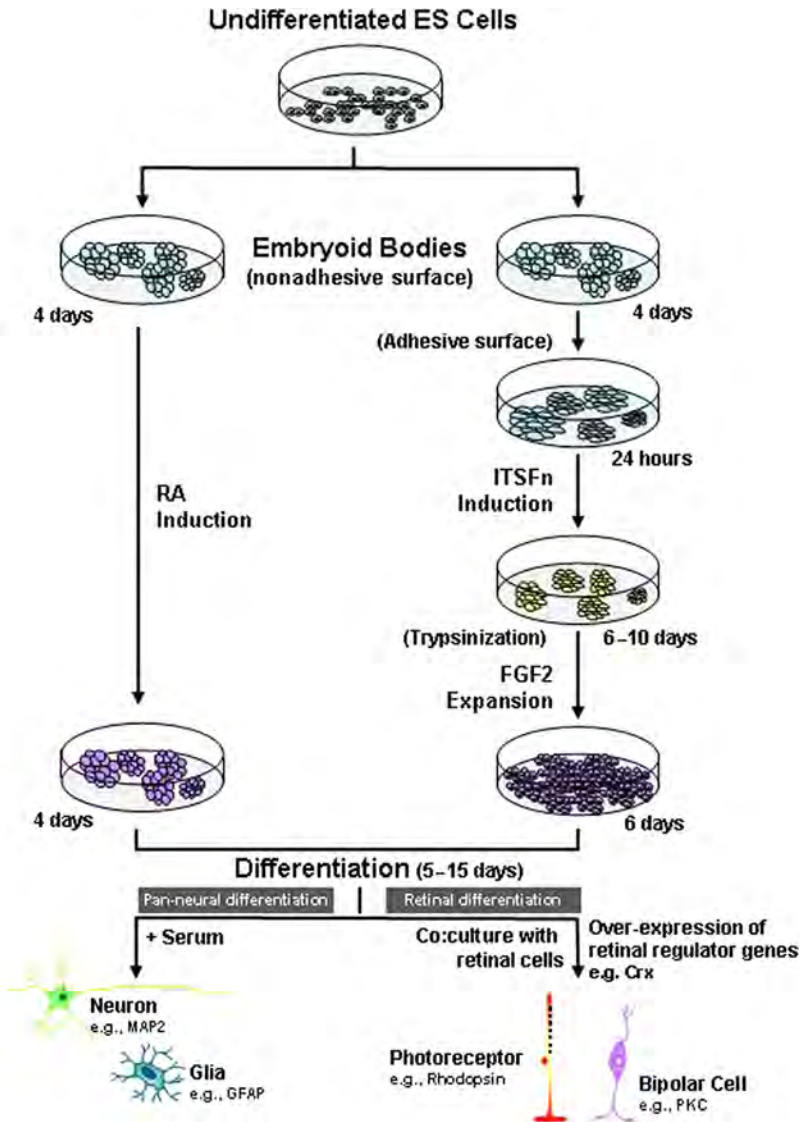 Undifferentiated ES Cells
Embryoid Bodies
(nonadhesive surface)
4 days
4 days
(Adhesive surface)
24 hours
RA
Induction
ITSFn
Induction
(Trypsinization)
6–10 days
FGF2
Expansion
4 days
6 days
Differentiation (5–15 days)
Pan-neural differentiation
Retinal differentiation
+ Serum
Co:culture with
retinal cells
Over-expression of
retinal regulator genes
e.g. Crx
Neuron
e.g., MAP2
Glia
e.g., GFAP
Photoreceptor
e.g., Rhodopsin
Bipolar Cell
e.g., PKC